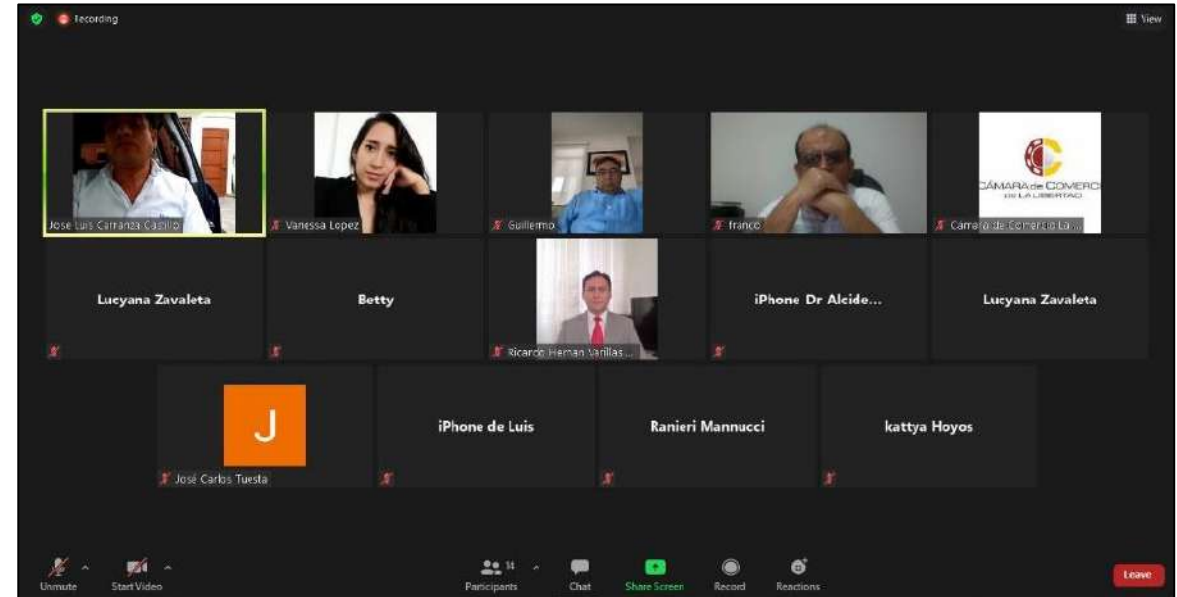 Recording
View
Jose Luis Carranza Castillo
Vanessa Lopez
Guillermo
franco
CÁMARA de COMERC
DE LA LIBERTAD
Cámara de Comercio La ...
Lucyana Zavaleta
Betty
Ricardo Hernan Varillas...
iPhone Dr Alcide...
Lucyana Zavaleta
J
José Carlos Tuesta
iPhone de Luis
Ranieri Mannucci
kattya Hoyos
Unmute
Start Video
14
Participants
Chat
Share Screen
Record
Reactions
Leave